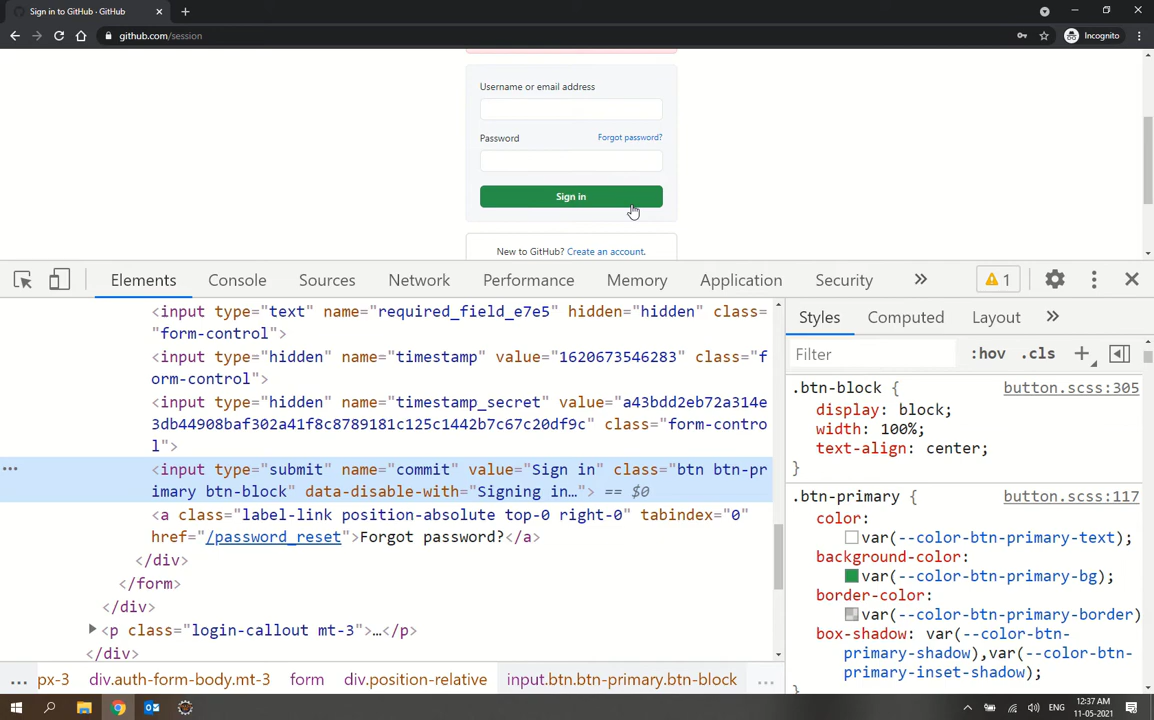 Sign in to GitHub · GitHub
github.com/session
Incognito
Username or email address
Password
Forgot password?
Sign in
New to GitHub? Create an account.
Elements
Console
Sources
Network
Performance
Memory
Application
Security
1
<input type="text" name="required_field_e7e5" hidden="hidden" class=
"form-control">
<input type="hidden" name="timestamp" value="1620673546283" class="f
orm-control">
<input type="hidden" name="timestamp_secret" value="a43bdd2eb72a314e
3db44908baf302a41f8c8789181c125c1442b7c67c20df9c" class="form-contro
l">
<input type="submit" name="commit" value="Sign in" class="btn btn-pr
imary btn-block" data-disable-with="Signing in…"> == $0
<a class="label-link position-absolute top-0 right-0" tabindex="0"
href="/password_reset">Forgot password?</a>
</div>
</form>
</div>
<p class="login-callout mt-3">…</p>
</div>
... px-3 div.auth-form-body.mt-3 form div.position-relative input.btn.btn-primary.btn-block ...
Styles
Computed
Layout
Filter
:hov
.cls
.btn-block {
button.scss:305
display: block;
width: 100%;
text-align: center;
}
.btn-primary {
button.scss:117
color:
var(--color-btn-primary-text);
background-color:
var(--color-btn-primary-bg);
border-color:
var(--color-btn-primary-border)
box-shadow: var(--color-btn-
primary-shadow),var(--color-btn-
primary-inset-shadow);
ENG
12:37 AM
11-05-2021